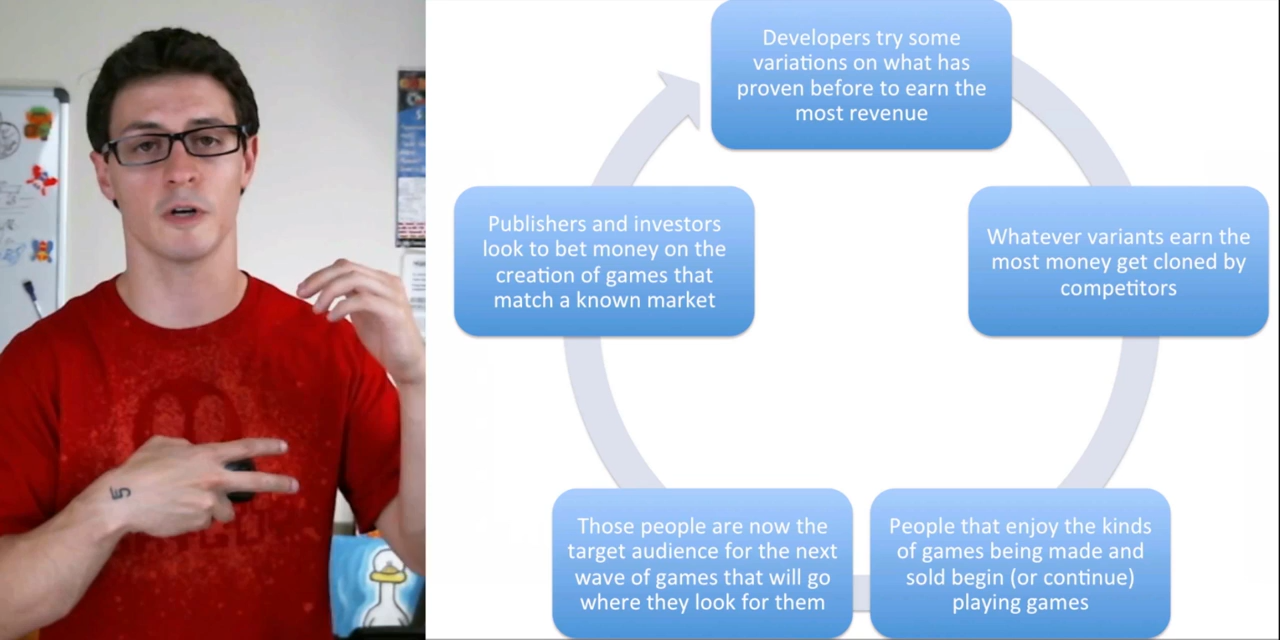 Developers try some
variations on what has
proven before to earn the
most revenue
Whatever variants earn the
most money get cloned by
competitors
People that enjoy the kinds
of games being made and
sold begin (or continue)
playing games
Those people are now the
target audience for the next
wave of games that will go
where they look for them
Publishers and investors
look to bet money on the
creation of games that
match a known market